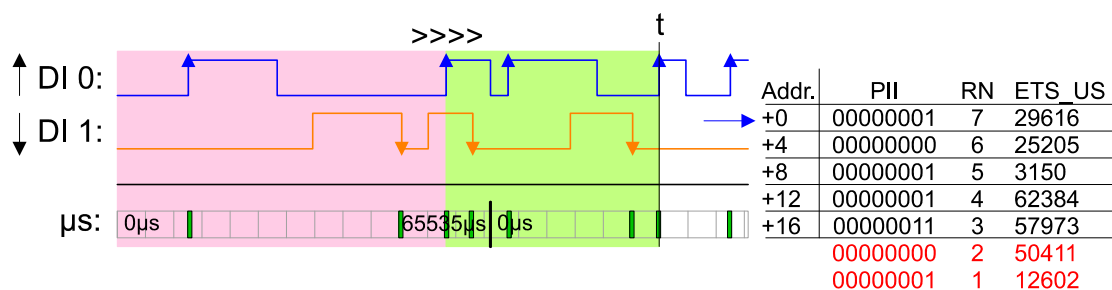 >>>> t
DI 0:
DI 1:
µs: 0µs 65535µs 0µs
Addr. PII RN ETS_US
+0 00000001 7 29616
+4 00000000 6 25205
+8 00000001 5 3150
+12 00000001 4 62384
+16 00000011 3 57973
00000000 2 50411
00000001 1 12602